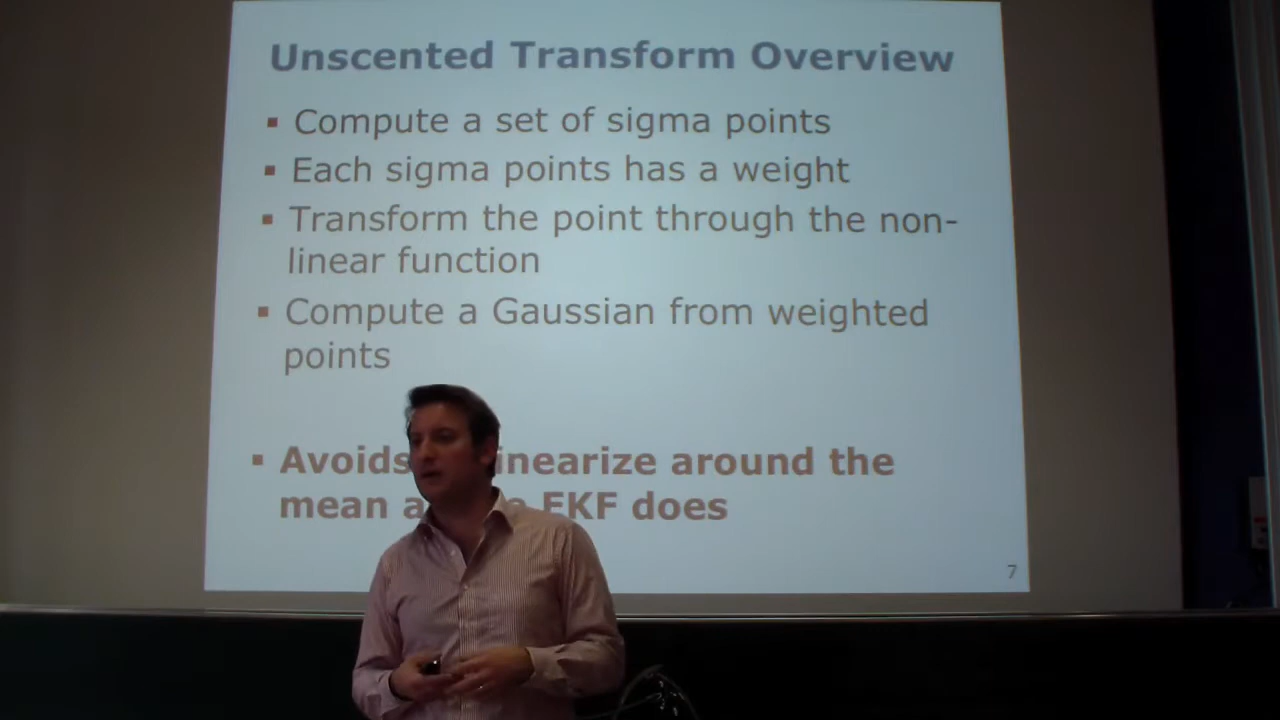 Unscented Transform Overview
▪ Compute a set of sigma points
▪ Each sigma points has a weight
▪ Transform the point through the non-
linear function
▪ Compute a Gaussian from weighted
points
▪ Avoids linearize around the
mean EKF does
7